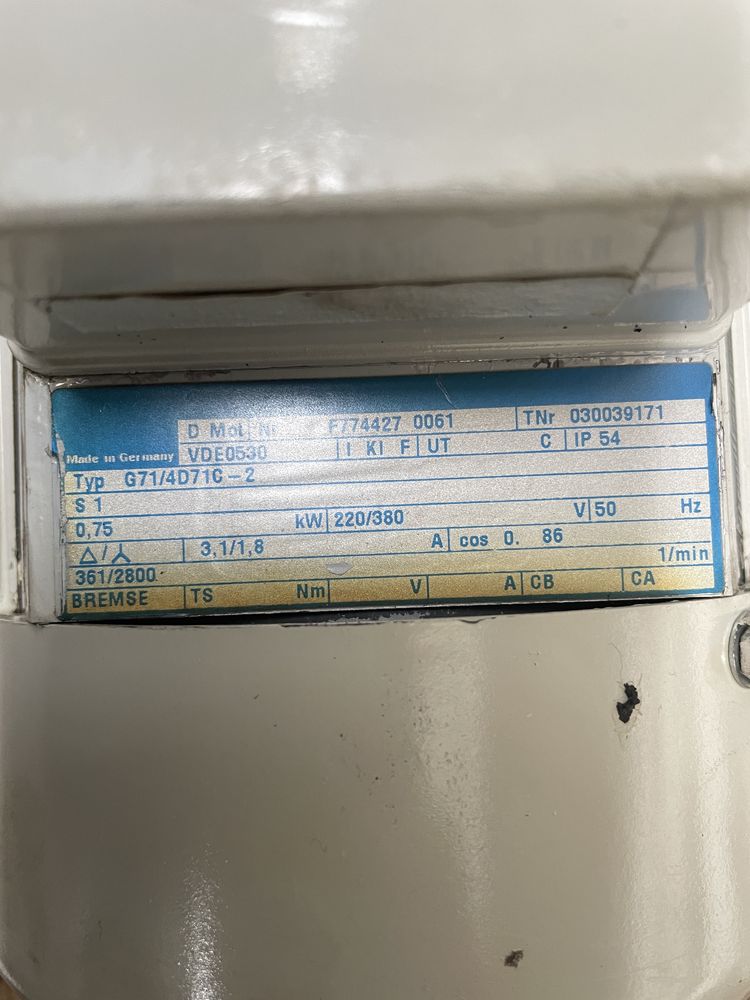 D Mot. Nr. F774427 0061 TNr 030039171
Made in Germany VDE0530 I KI F UT C IP 54
Typ G71/4D71C-2
S 1
0,75 kW 220/380 V 50 Hz
△/⅄ 3,1/1,8 A cos 0. 86
361/2800 1/min
BREMSE TS Nm V A CB CA